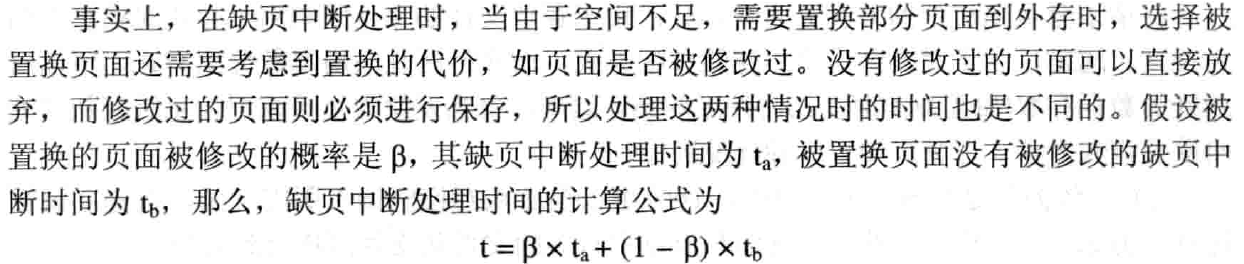 事实上，在缺页中断处理时，当由于空间不足，需要置换部分页面到外存时，选择被
置换页面还需要考虑到置换的代价，如页面是否被修改过。没有修改过的页面可以直接放
弃，而修改过的页面则必须进行保存，所以处理这两种情况时的时间也是不同的。假设被
置换的页面被修改的概率是 β，其缺页中断处理时间为 tₐ，被置换页面没有被修改的缺页中
断时间为 t_b，那么，缺页中断处理时间的计算公式为
t = β × tₐ + (1 − β) × t_b